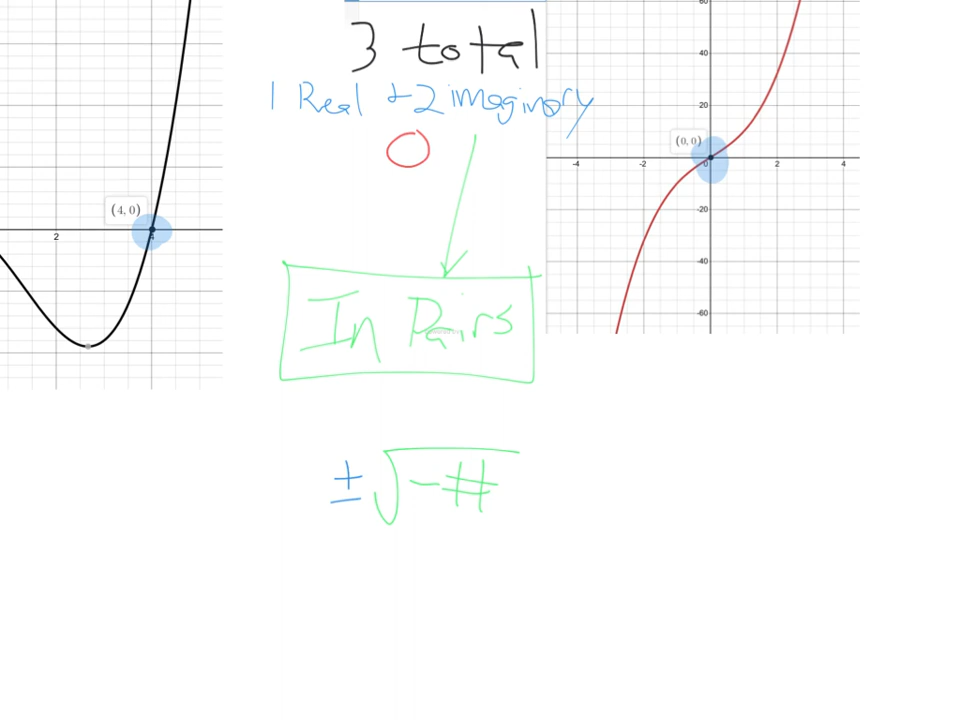 3 total
1 Real + 2 imaginary
O
In Pairs
± √-#
(4,0)
2
(0, 0)
60
40
20
-4 -2 0 2 4
-20
-40
-60